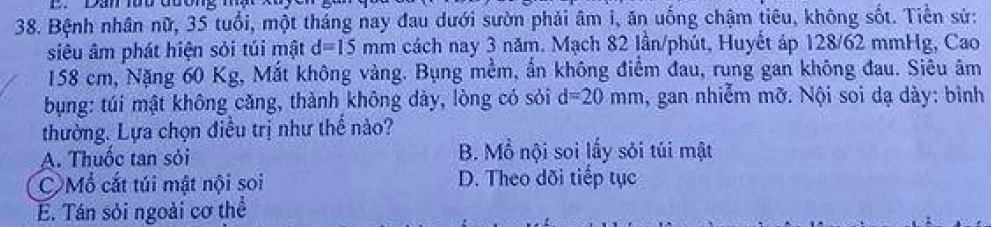 38. Bệnh nhân nữ, 35 tuổi, một tháng nay đau dưới sườn phải âm ỉ, ăn uống chậm tiêu, không sốt. Tiền sử:
siêu âm phát hiện sỏi túi mật d=15 mm cách nay 3 năm. Mạch 82 lần/phút, Huyết áp 128/62 mmHg, Cao
158 cm, Nặng 60 Kg, Mắt không vàng. Bụng mềm, ấn không điểm đau, rung gan không đau. Siêu âm
bụng: túi mật không căng, thành không dày, lòng có sỏi d=20 mm, gan nhiễm mỡ. Nội soi dạ dày: bình
thường. Lựa chọn điều trị như thế nào?
A. Thuốc tan sỏi B. Mổ nội soi lấy sỏi túi mật
C. Mổ cắt túi mật nội soi D. Theo dõi tiếp tục
E. Tán sỏi ngoài cơ thể